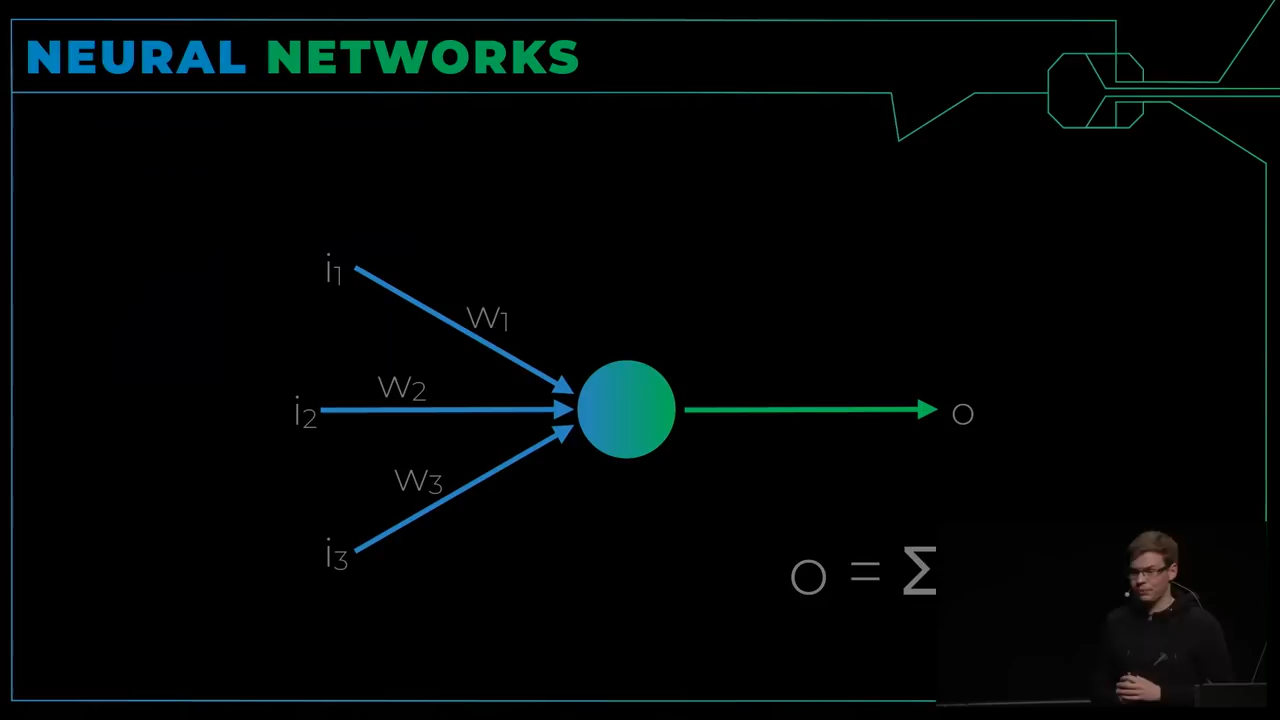 NEURAL NETWORKS
i1
w1
w2
i2
o
w3
i3
o = Σ